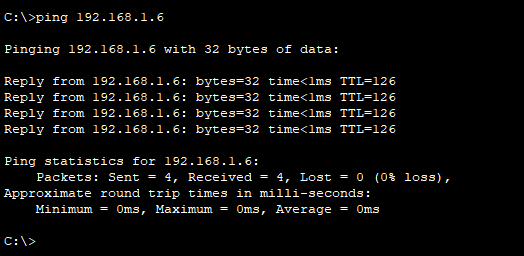 C:\>ping 192.168.1.6
Pinging 192.168.1.6 with 32 bytes of data:
Reply from 192.168.1.6: bytes=32 time<1ms TTL=126
Reply from 192.168.1.6: bytes=32 time<1ms TTL=126
Reply from 192.168.1.6: bytes=32 time<1ms TTL=126
Reply from 192.168.1.6: bytes=32 time<1ms TTL=126
Ping statistics for 192.168.1.6:
    Packets: Sent = 4, Received = 4, Lost = 0 (0% loss),
Approximate round trip times in milli-seconds:
    Minimum = 0ms, Maximum = 0ms, Average = 0ms
C:\>